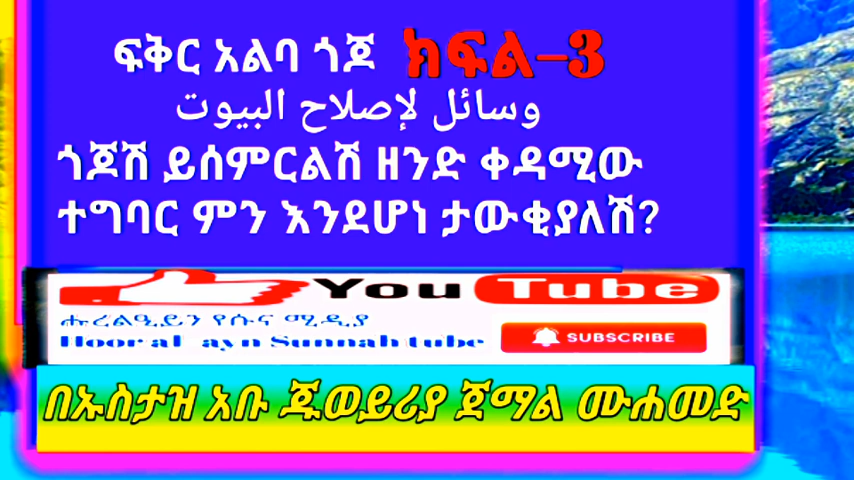 ፍቅር አልባ ጎጆ ክፍል-3
وسائل لإصلاح البيوت
ጎጆሽ ይሰምርልሽ ዘንድ ቀዳሚው
ተግባር ምን እንደሆነ ታውቂያለሽ?
You Tube
ሑረልዒይን የሱና ሚዲያ
Hoor al ayn Sunnah tube
SUBSCRIBE
በኡስታዝ አቡ ጁወይሪያ ጀማል ሙሐመድ